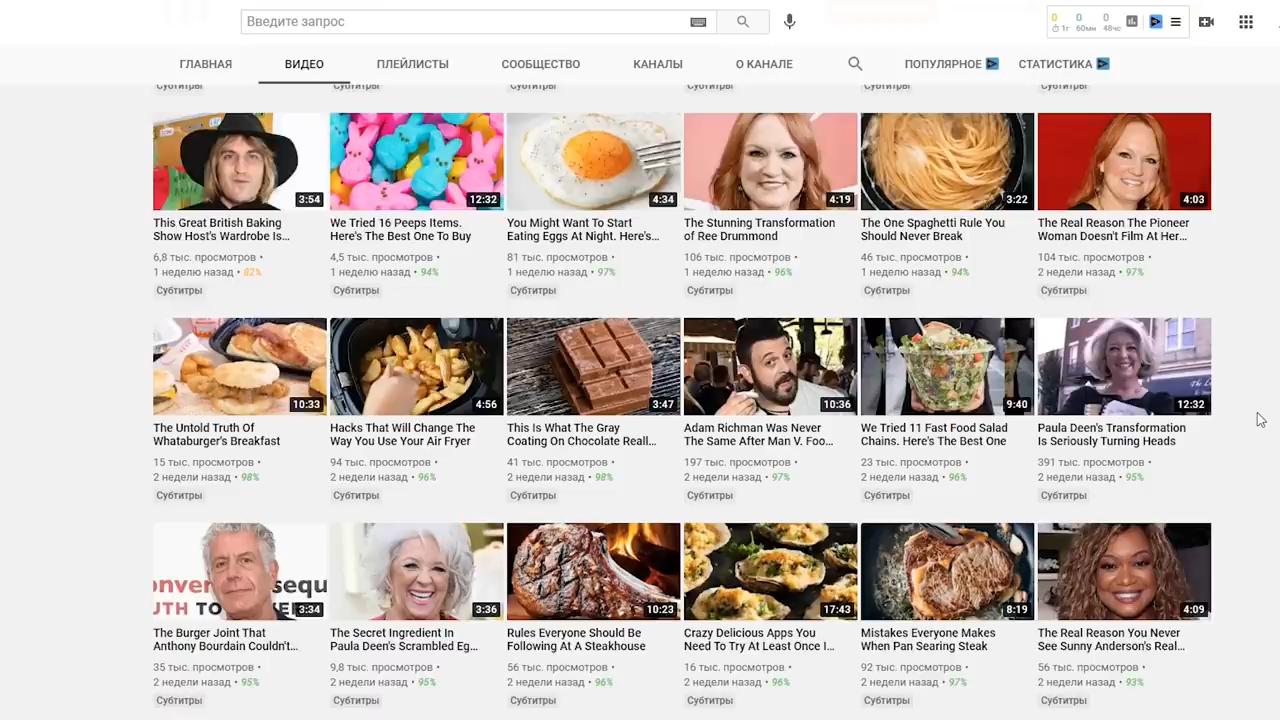 Введите запрос
0 0 0
1г 60мн 48чс
ГЛАВНАЯ ВИДЕО ПЛЕЙЛИСТЫ СООБЩЕСТВО КАНАЛЫ О КАНАЛЕ ПОПУЛЯРНОЕ СТАТИСТИКА
Субтитры Субтитры Субтитры Субтитры Субтитры Субтитры
3:54 12:32 4:34 4:19 3:22 4:03
This Great British Baking We Tried 16 Peeps Items. You Might Want To Start The Stunning Transformation The One Spaghetti Rule You The Real Reason The Pioneer
Show Host's Wardrobe Is... Here's The Best One To Buy Eating Eggs At Night. Here's... of Ree Drummond Should Never Break Woman Doesn't Film At Her...
6,8 тыс. просмотров • 4,5 тыс. просмотров • 81 тыс. просмотров • 106 тыс. просмотров • 46 тыс. просмотров • 104 тыс. просмотров •
1 неделю назад • 82% 1 неделю назад • 94% 1 неделю назад • 97% 1 неделю назад • 96% 1 неделю назад • 94% 2 недели назад • 97%
Субтитры Субтитры Субтитры Субтитры Субтитры Субтитры
10:33 4:56 3:47 10:36 9:40 12:32
The Untold Truth Of Hacks That Will Change The This Is What The Gray Adam Richman Was Never We Tried 11 Fast Food Salad Paula Deen's Transformation
Whataburger's Breakfast Way You Use Your Air Fryer Coating On Chocolate Reall... The Same After Man V. Foo... Chains. Here's The Best One Is Seriously Turning Heads
15 тыс. просмотров • 94 тыс. просмотров • 41 тыс. просмотров • 197 тыс. просмотров • 23 тыс. просмотров • 391 тыс. просмотров •
2 недели назад • 98% 2 недели назад • 96% 2 недели назад • 98% 2 недели назад • 97% 2 недели назад • 96% 2 недели назад • 95%
Субтитры Субтитры Субтитры Субтитры Субтитры Субтитры
3:34 3:36 10:23 17:43 8:19 4:09
The Burger Joint That The Secret Ingredient In Rules Everyone Should Be Crazy Delicious Apps You Mistakes Everyone Makes The Real Reason You Never
Anthony Bourdain Couldn't... Paula Deen's Scrambled Eg... Following At A Steakhouse Need To Try At Least Once I... When Pan Searing Steak See Sunny Anderson's Real...
35 тыс. просмотров • 9,8 тыс. просмотров • 56 тыс. просмотров • 16 тыс. просмотров • 92 тыс. просмотров • 56 тыс. просмотров •
2 недели назад • 95% 2 недели назад • 95% 2 недели назад • 96% 2 недели назад • 96% 2 недели назад • 97% 2 недели назад • 93%
Субтитры Субтитры Субтитры Субтитры Субтитры Субтитры